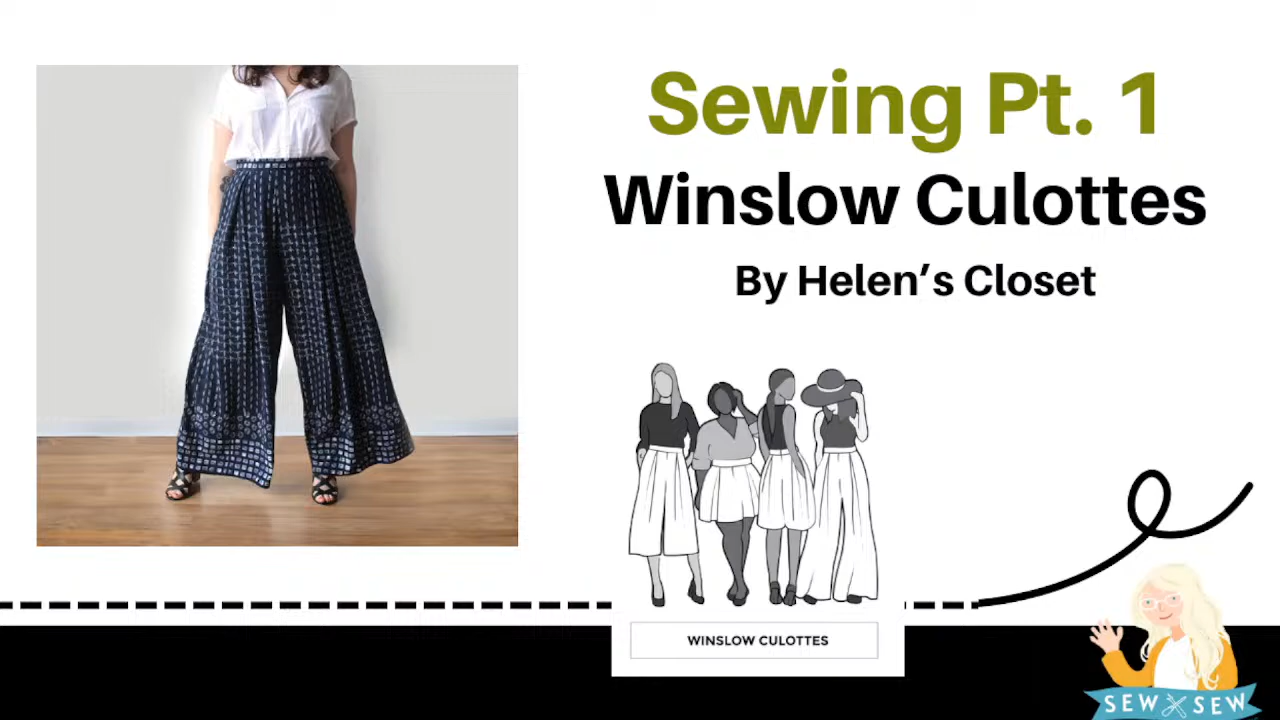 Sewing Pt. 1
Winslow Culottes
By Helen’s Closet
WINSLOW CULOTTES
SEW SEW